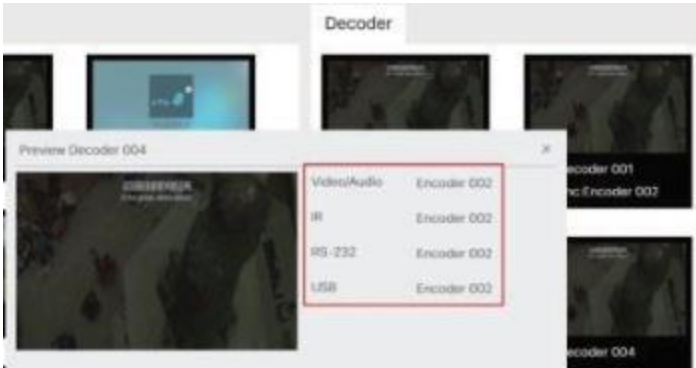 Decoder
Preview Decoder 004 ×
Video/Audio Encoder 002
IR Encoder 002
RS-232 Encoder 002
USB Encoder 002
ecoder 001
nc:Encoder 002
ecoder 004